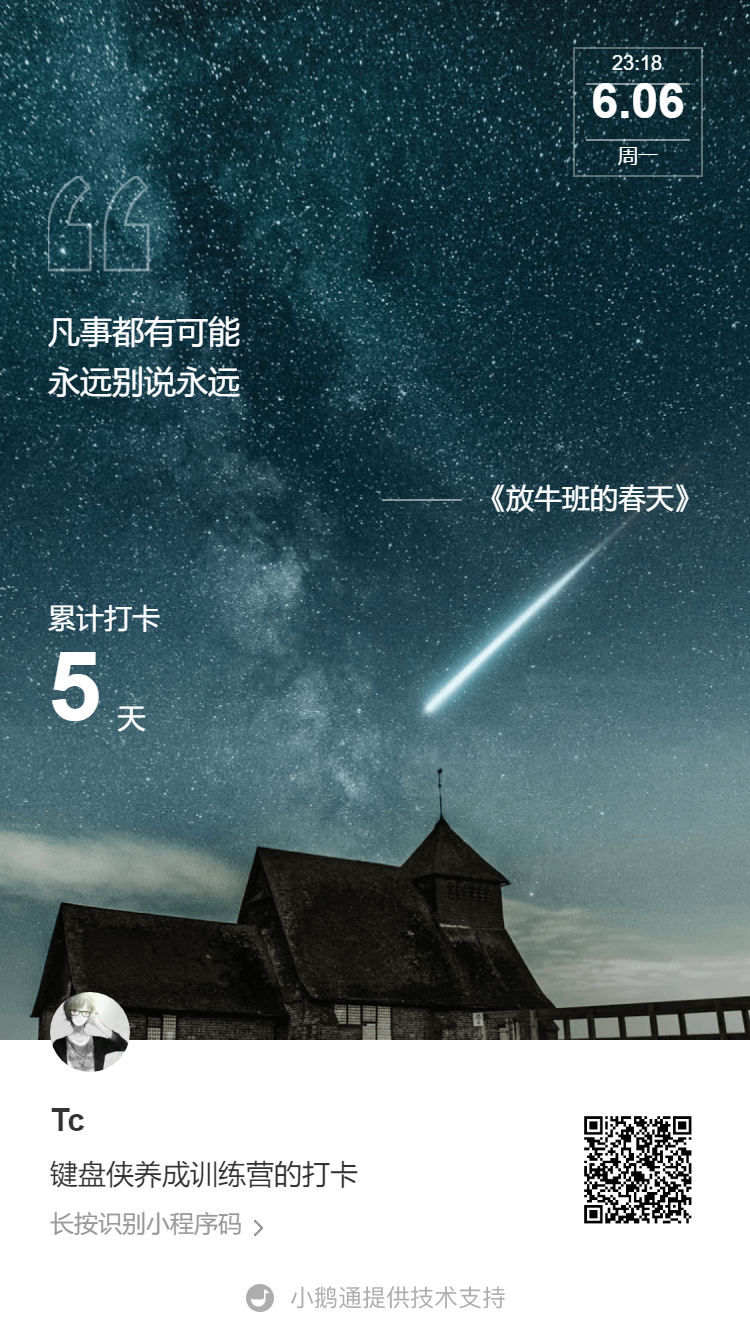 23:18
6.06
周一
凡事都有可能
永远别说永远
《放牛班的春天》
累计打卡
5 天
Tc
键盘侠养成训练营的打卡
长按识别小程序码
小鹅通提供技术支持